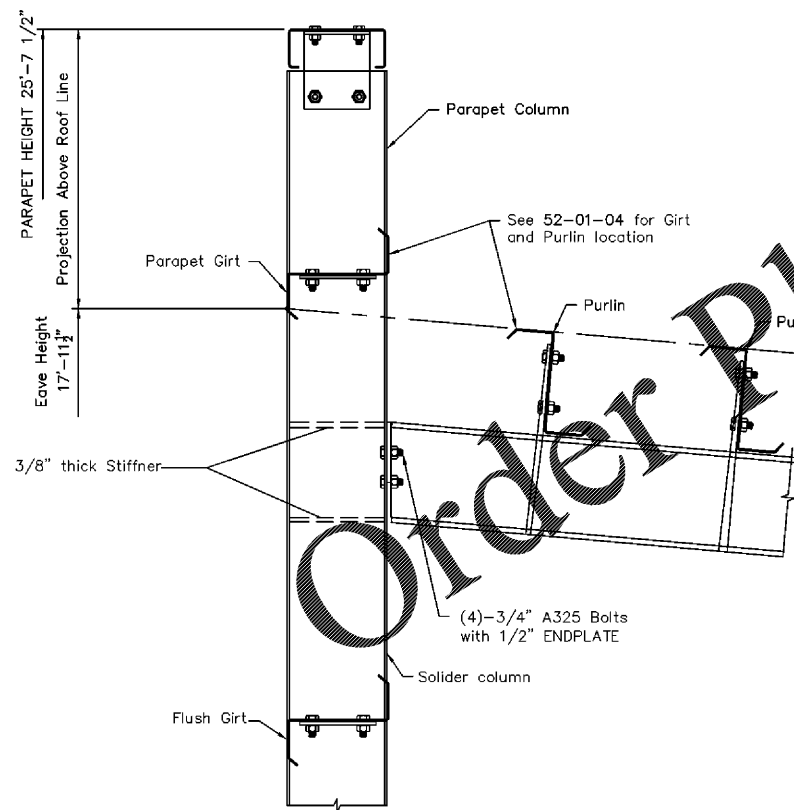 PARAPET HEIGHT 25'-7 1/2"
Projection Above Roof Line
Parapet Column
See 52-01-04 for Girt
and Purlin location
Parapet Girt
Purlin
Pu
Eave Height
17'-11½"
3/8" thick Stiffner
Order
(4)-3/4" A325 Bolts
with 1/2" ENDPLATE
Solider column
Flush Girt